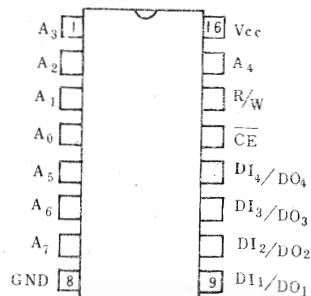 A3 1 16 Vcc
A2 A4
A1 R/W
A0 CE
A5 DI4/DO4
A6 DI3/DO3
A7 DI2/DO2
GND 8 9 DI1/DO1